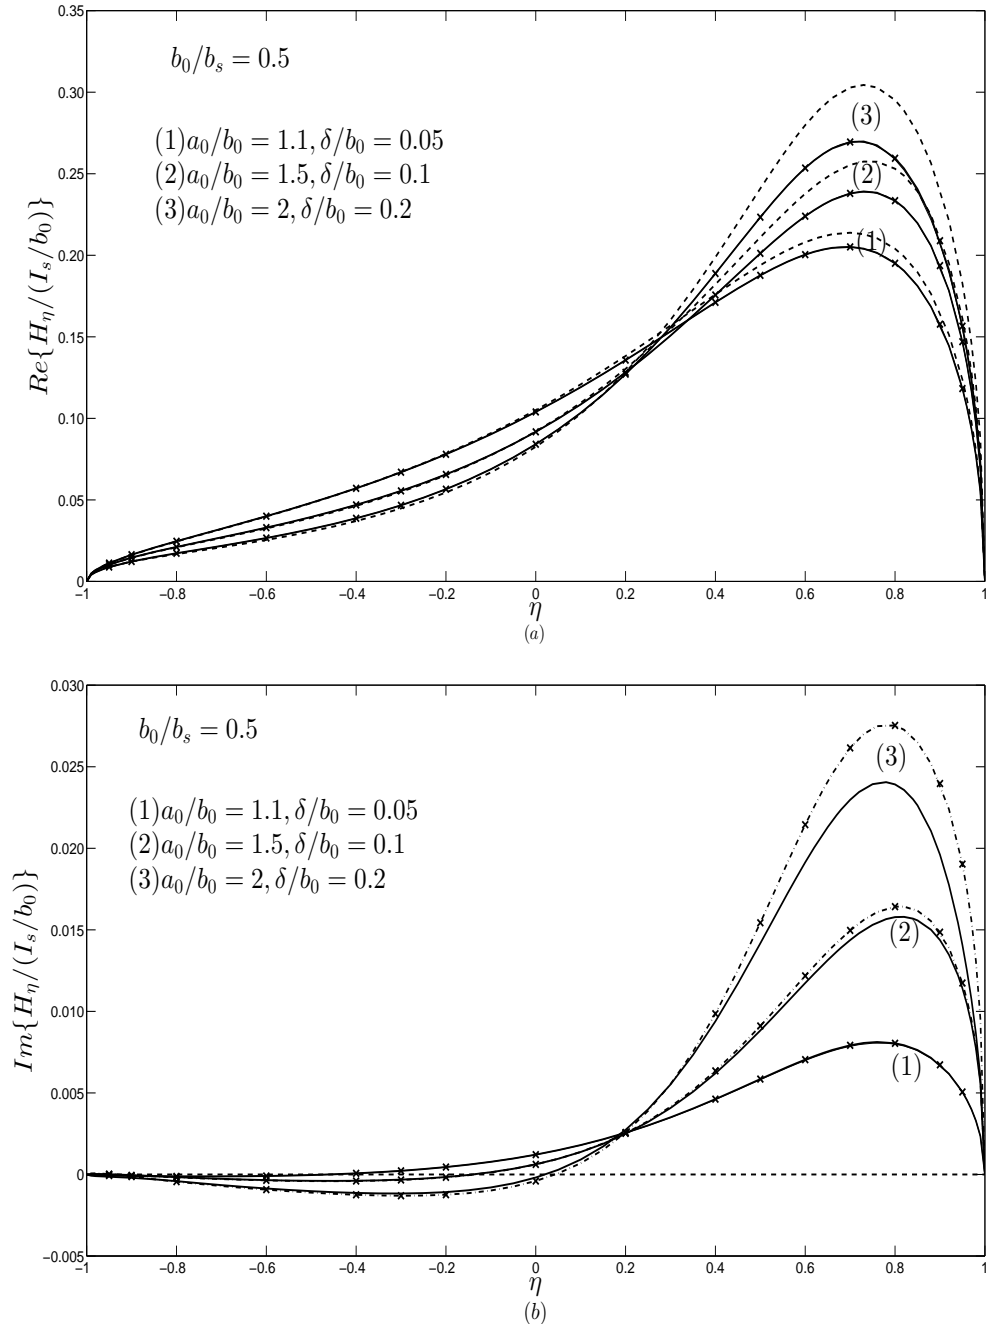 0.35
0.30
0.25
0.20
0.15
0.10
0.05
0
Re{H_η/(I_s/b_0)}
b_0/b_s = 0.5
(1)a_0/b_0 = 1.1, δ/b_0 = 0.05
(2)a_0/b_0 = 1.5, δ/b_0 = 0.1
(3)a_0/b_0 = 2, δ/b_0 = 0.2
(3)
(2)
(1)
−1 −0.8 −0.6 −0.4 −0.2 0 0.2 0.4 0.6 0.8 1
η
(a)
0.030
0.025
0.020
0.015
0.010
0.005
0
−0.005
Im{H_η/(I_s/b_0)}
b_0/b_s = 0.5
(1)a_0/b_0 = 1.1, δ/b_0 = 0.05
(2)a_0/b_0 = 1.5, δ/b_0 = 0.1
(3)a_0/b_0 = 2, δ/b_0 = 0.2
(3)
(2)
(1)
−1 −0.8 −0.6 −0.4 −0.2 0 0.2 0.4 0.6 0.8 1
η
(b)